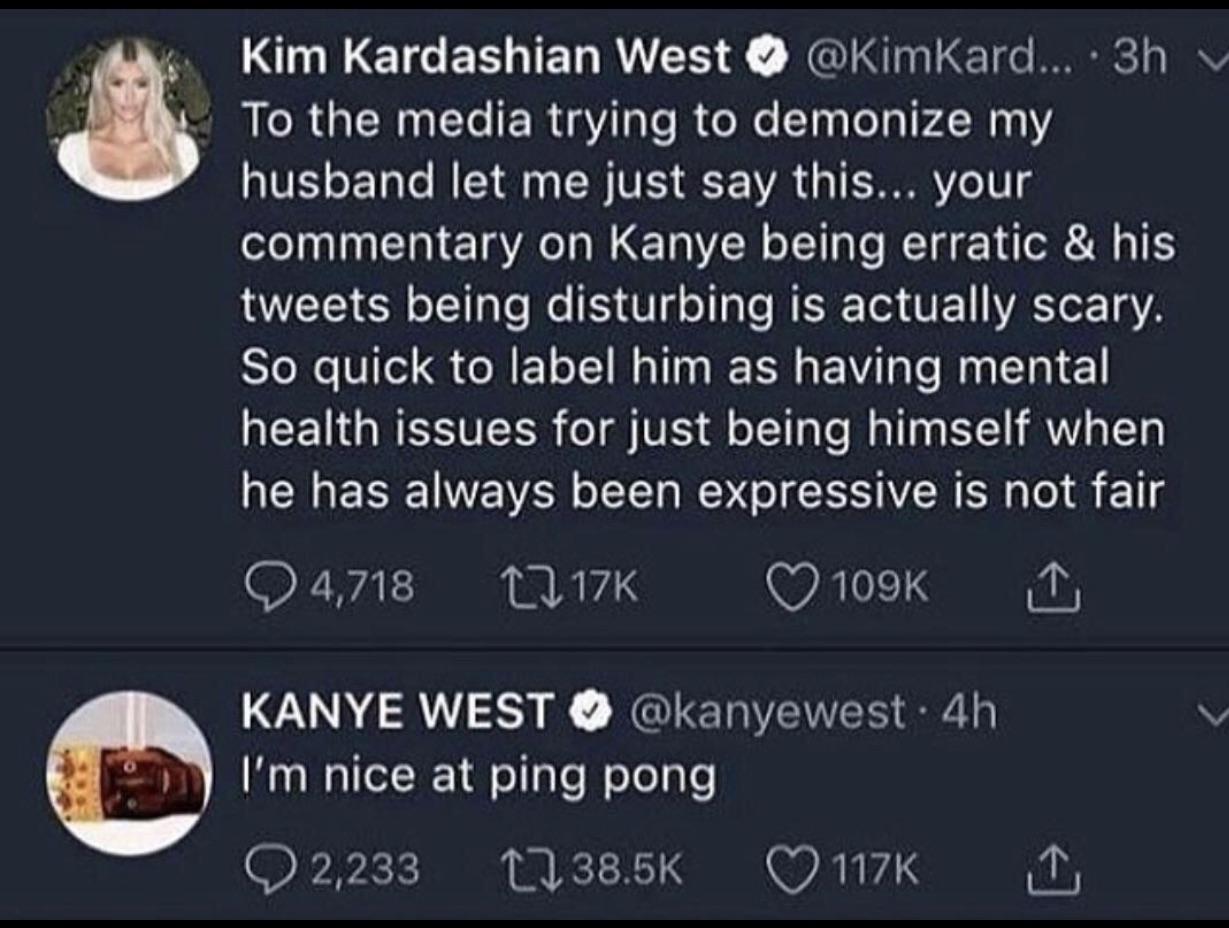 Kim Kardashian West @KimKard... · 3h
To the media trying to demonize my
husband let me just say this... your
commentary on Kanye being erratic & his
tweets being disturbing is actually scary.
So quick to label him as having mental
health issues for just being himself when
he has always been expressive is not fair
4,718 17K 109K
KANYE WEST @kanyewest · 4h
I'm nice at ping pong
2,233 38.5K 117K